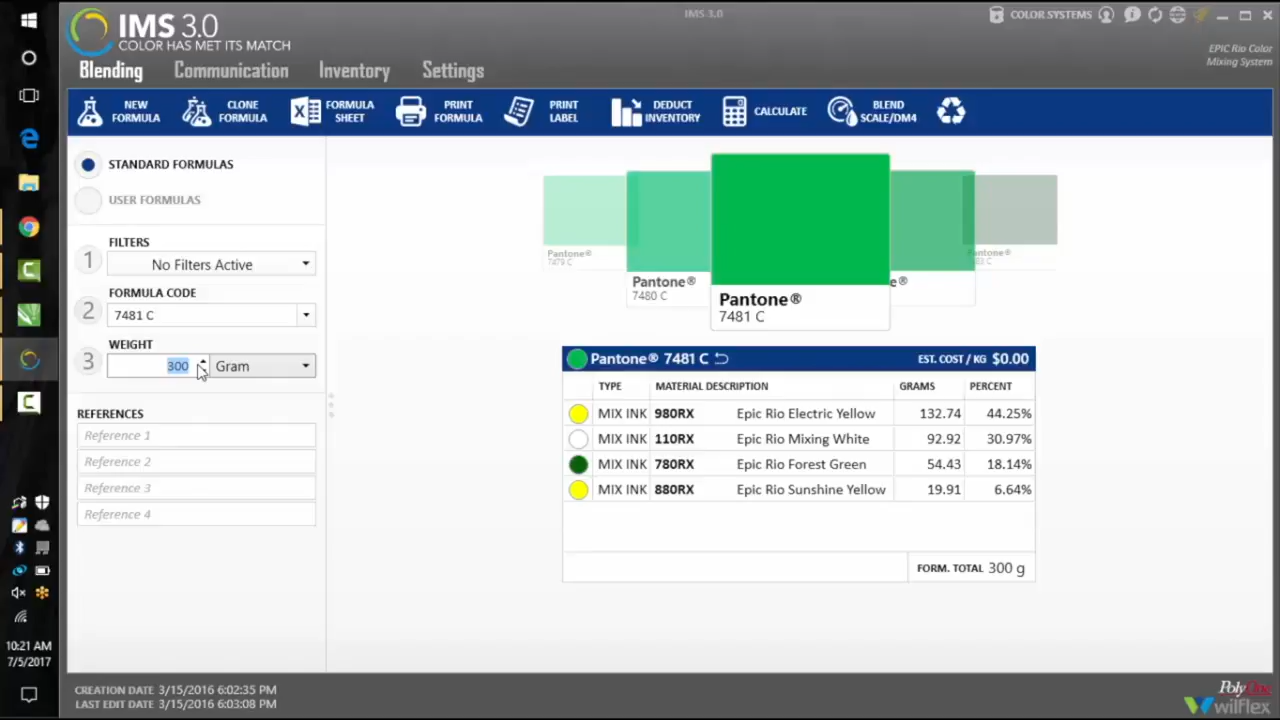 IMS 3.0
IMS 3.0
COLOR HAS MET ITS MATCH
COLOR SYSTEMS
EPIC Rio Color
Mixing System
Blending
Communication
Inventory
Settings
NEW FORMULA
CLONE FORMULA
FORMULA SHEET
PRINT FORMULA
PRINT LABEL
DEDUCT INVENTORY
CALCULATE
BLEND SCALE/DM4
STANDARD FORMULAS
USER FORMULAS
FILTERS
1
No Filters Active
FORMULA CODE
2
7481 C
WEIGHT
3
300
Gram
REFERENCES
Reference 1
Reference 2
Reference 3
Reference 4
Pantone®
7479 C
Pantone®
7480 C
Pantone®
7481 C
e®
Pantone® 7481 C
EST. COST / KG $0.00
TYPE MATERIAL DESCRIPTION GRAMS PERCENT
MIX INK 980RX Epic Rio Electric Yellow 132.74 44.25%
MIX INK 110RX Epic Rio Mixing White 92.92 30.97%
MIX INK 780RX Epic Rio Forest Green 54.43 18.14%
MIX INK 880RX Epic Rio Sunshine Yellow 19.91 6.64%
FORM. TOTAL 300 g
10:21 AM
7/5/2017
CREATION DATE 3/15/2016 6:02:35 PM
LAST EDIT DATE 3/15/2016 6:03:08 PM
PolyOne
wilflex